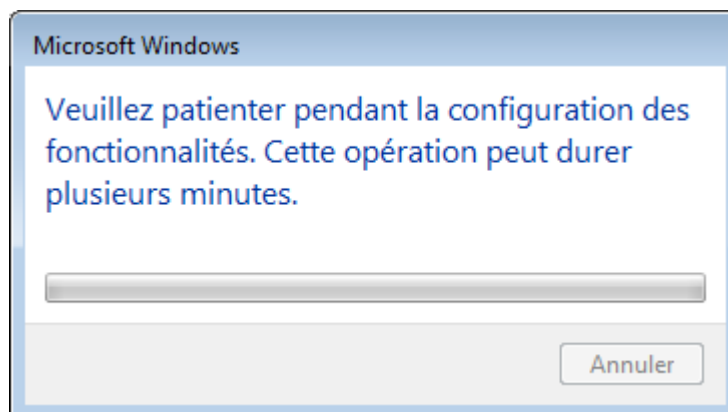 Microsoft Windows
Veuillez patienter pendant la configuration des
fonctionnalités. Cette opération peut durer
plusieurs minutes.
Annuler